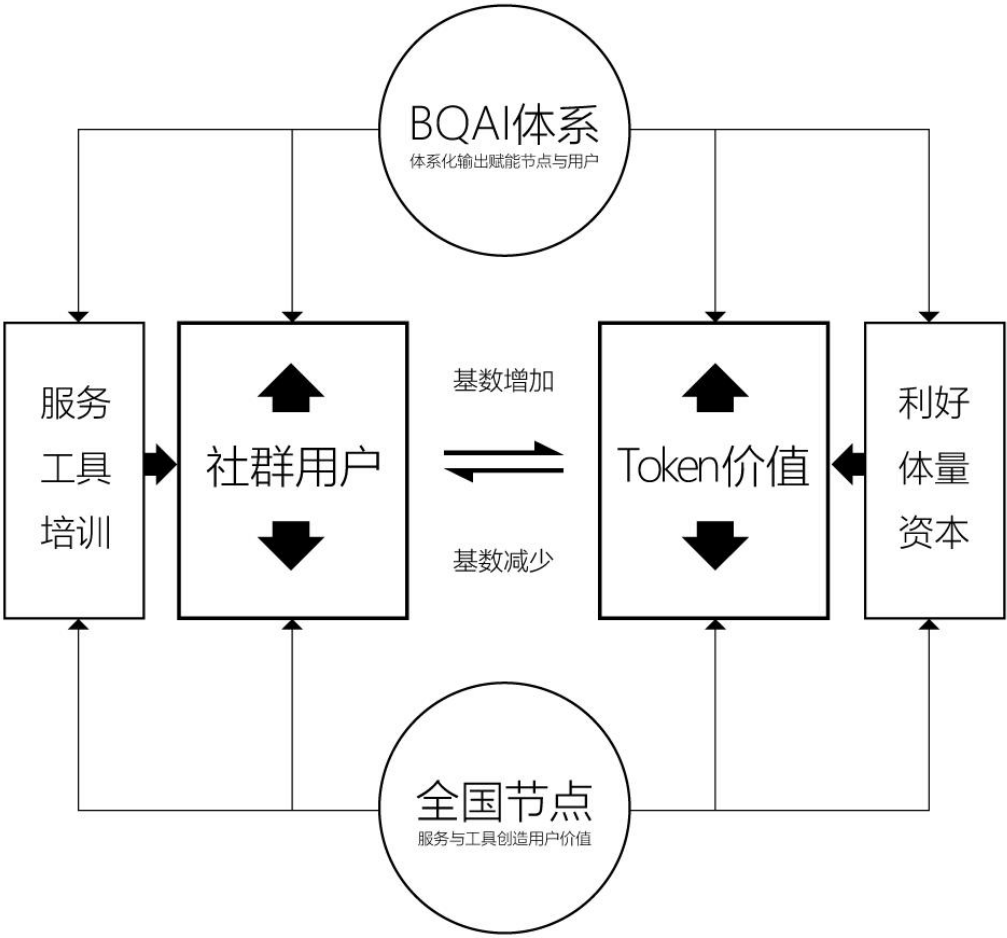 BQAI体系
体系化输出赋能节点与用户
服务
工具
培训
社群用户
基数增加
基数减少
Token价值
利好
体量
资本
全国节点
服务与工具创造用户价值